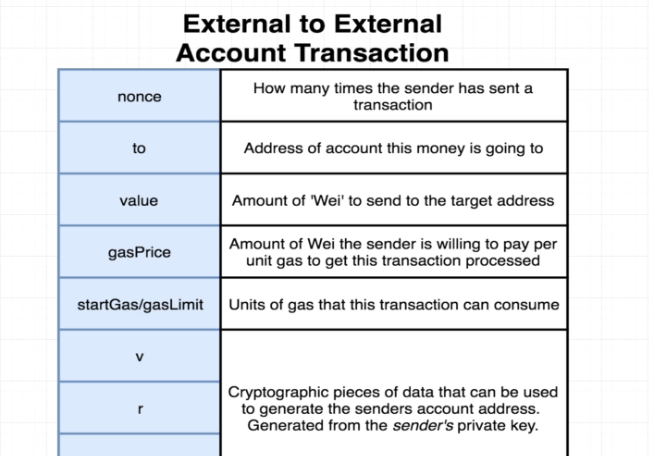 External to External
Account Transaction
nonce
How many times the sender has sent a
transaction
to
Address of account this money is going to
value
Amount of 'Wei' to send to the target address
gasPrice
Amount of Wei the sender is willing to pay per
unit gas to get this transaction processed
startGas/gasLimit
Units of gas that this transaction can consume
v
r
Cryptographic pieces of data that can be used
to generate the senders account address.
Generated from the sender's private key.